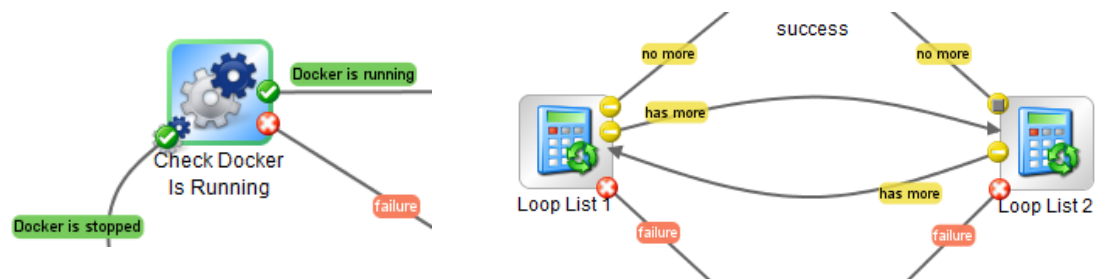 Docker is running
Check Docker
Is Running
failure
Docker is stopped
success
no more
no more
has more
has more
Loop List 1
Loop List 2
failure
failure